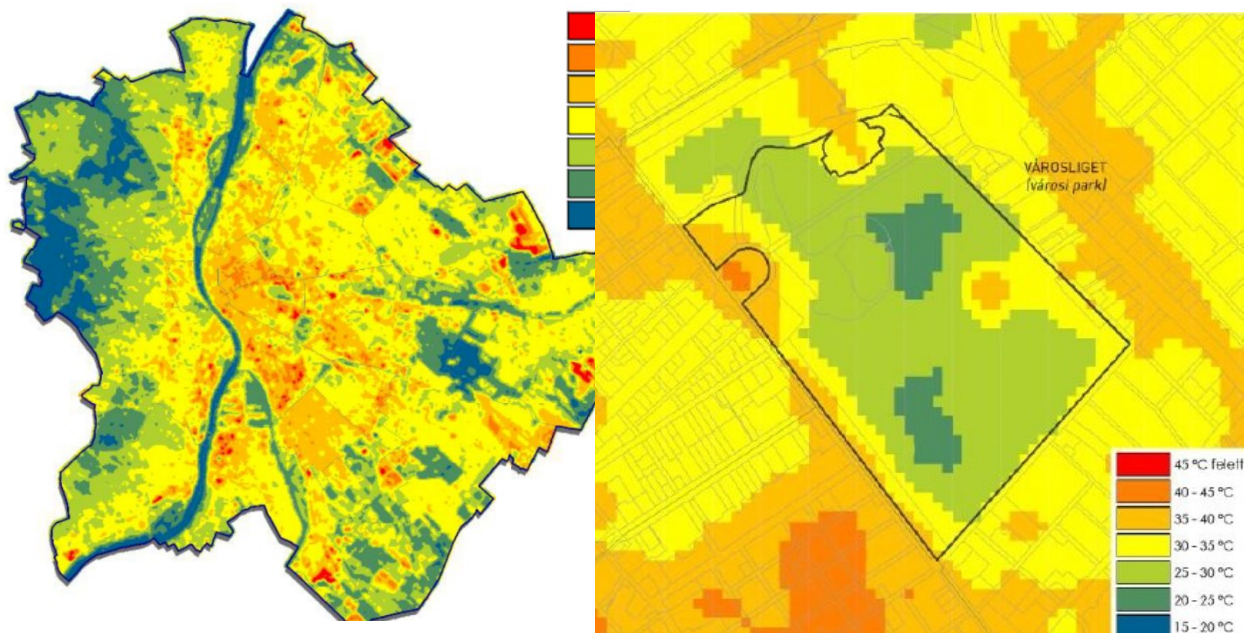 VÁROSLIGET
(városi park)
45 °C felett
40 - 45 °C
35 - 40 °C
30 - 35 °C
25 - 30 °C
20 - 25 °C
15 - 20 °C